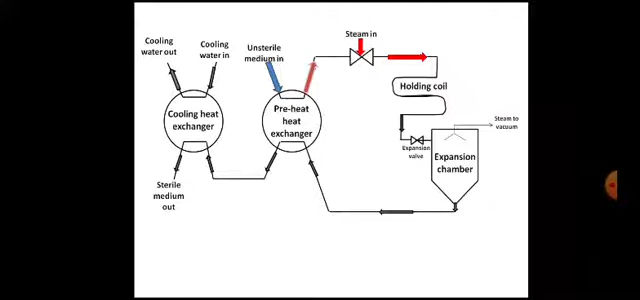 Cooling
water out
Cooling
water in
Unsterile
medium in
Steam in
Holding coil
Cooling heat
exchanger
Pre-heat
heat
exchanger
Steam to
vacuum
Expansion
valve
Expansion
chamber
Sterile
medium
out